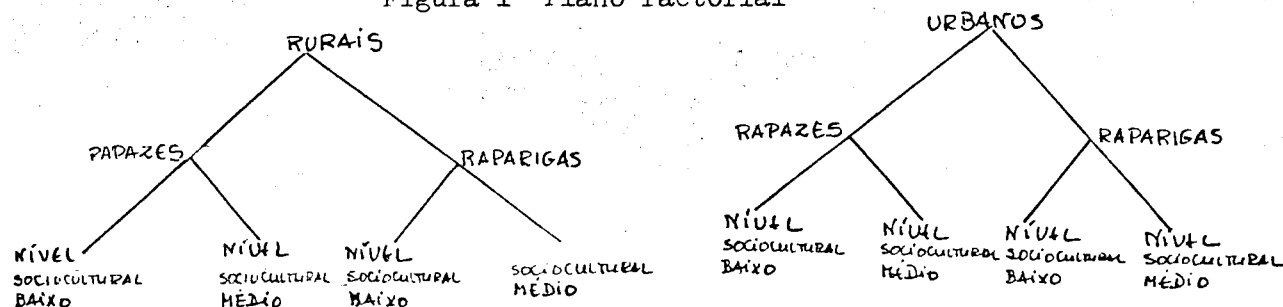 Figura 1 Plano factorial
RURAIS
PAPAZES
RAPARIGAS
NÍVEL
SOCIOCULTURAL
BAIXO
NÍVEL
SOCIOCULTURAL
MÉDIO
NÍVEL
SOCIOCULTURAL
BAIXO
SOCIOCULTURAL
MÉDIO
URBANOS
RAPAZES
RAPARIGAS
NÍVEL
SOCIOCULTURAL
BAIXO
NÍVEL
SOCIOCULTURAL
MÉDIO
NÍVEL
SOCIOCULTURAL
BAIXO
NÍVEL
SOCIOCULTURAL
MÉDIO